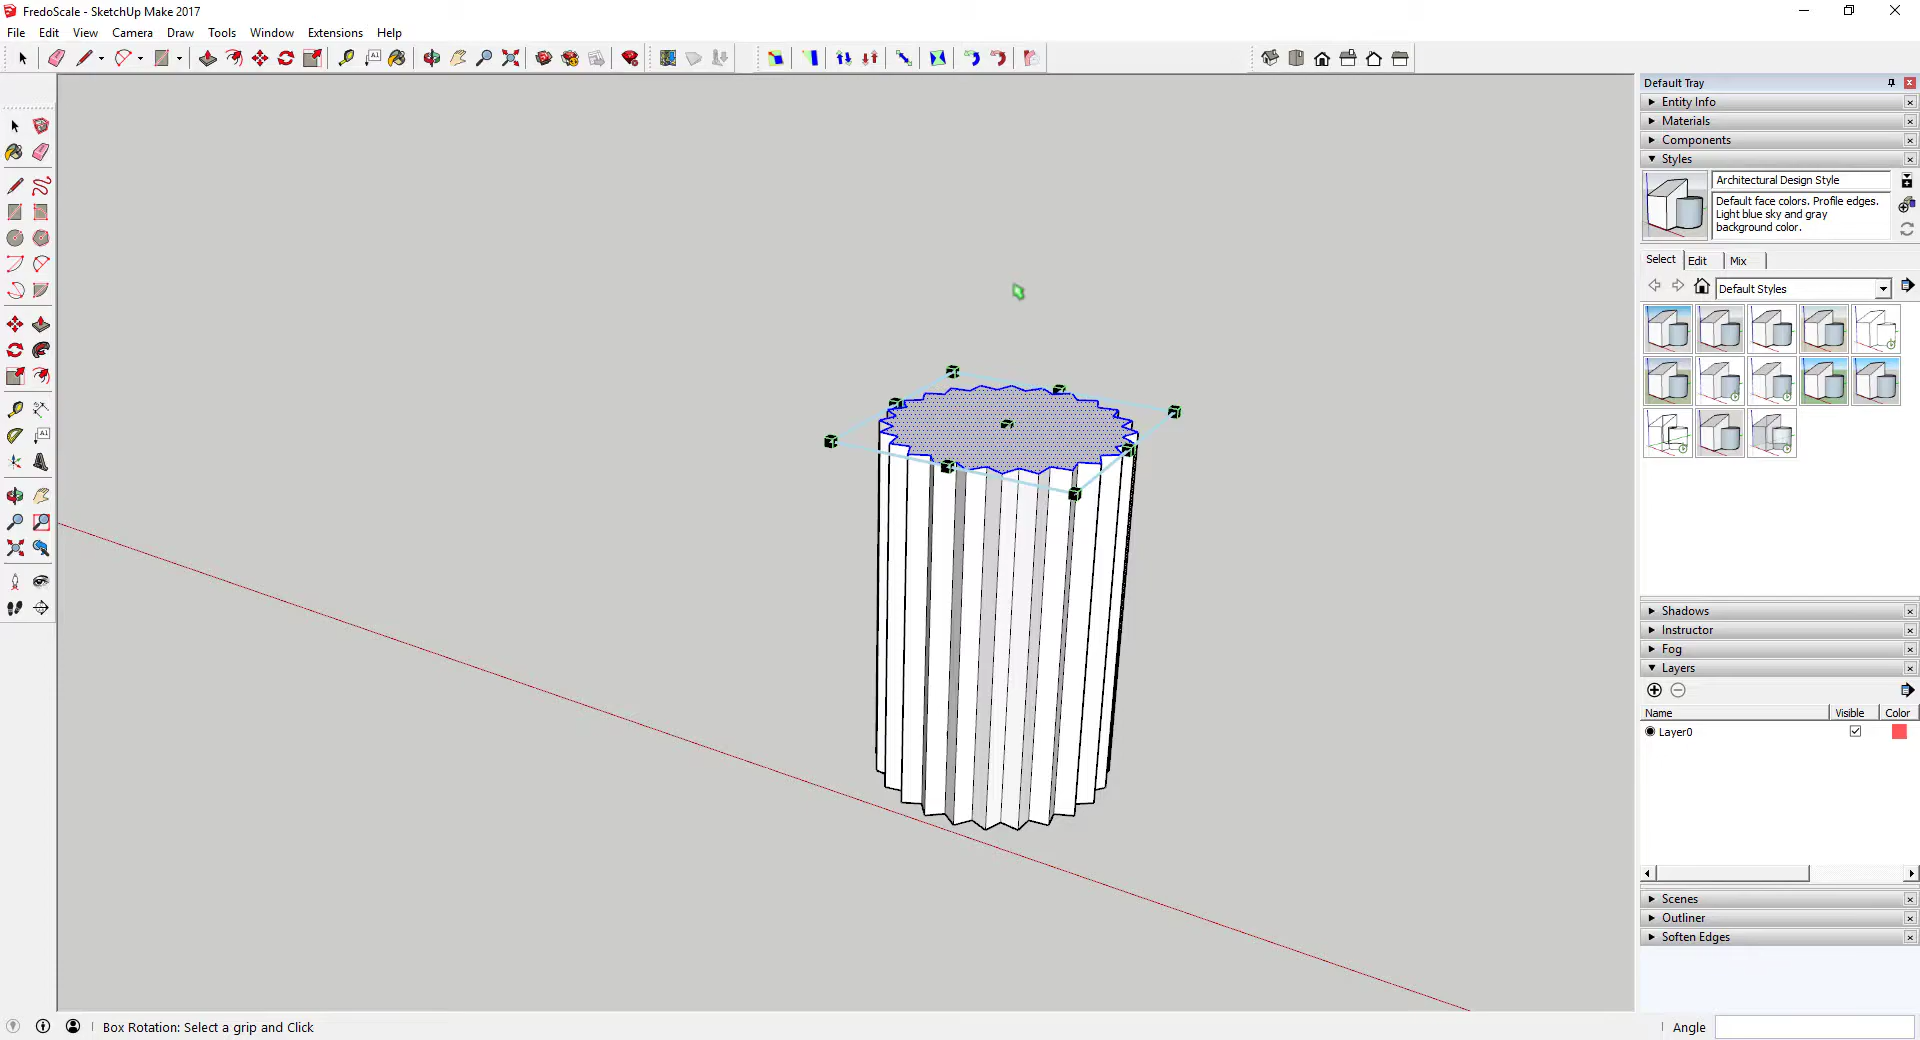 FredoScale - SketchUp Make 2017
File Edit View Camera Draw Tools Window Extensions Help
Default Tray
Entity Info
Materials
Components
Styles
Architectural Design Style
Default face colors. Profile edges.
Light blue sky and gray
background color.
Select Edit Mix
Default Styles
Shadows
Instructor
Fog
Layers
Name Visible Color
Layer0
Scenes
Outliner
Soften Edges
Box Rotation: Select a grip and Click
Angle